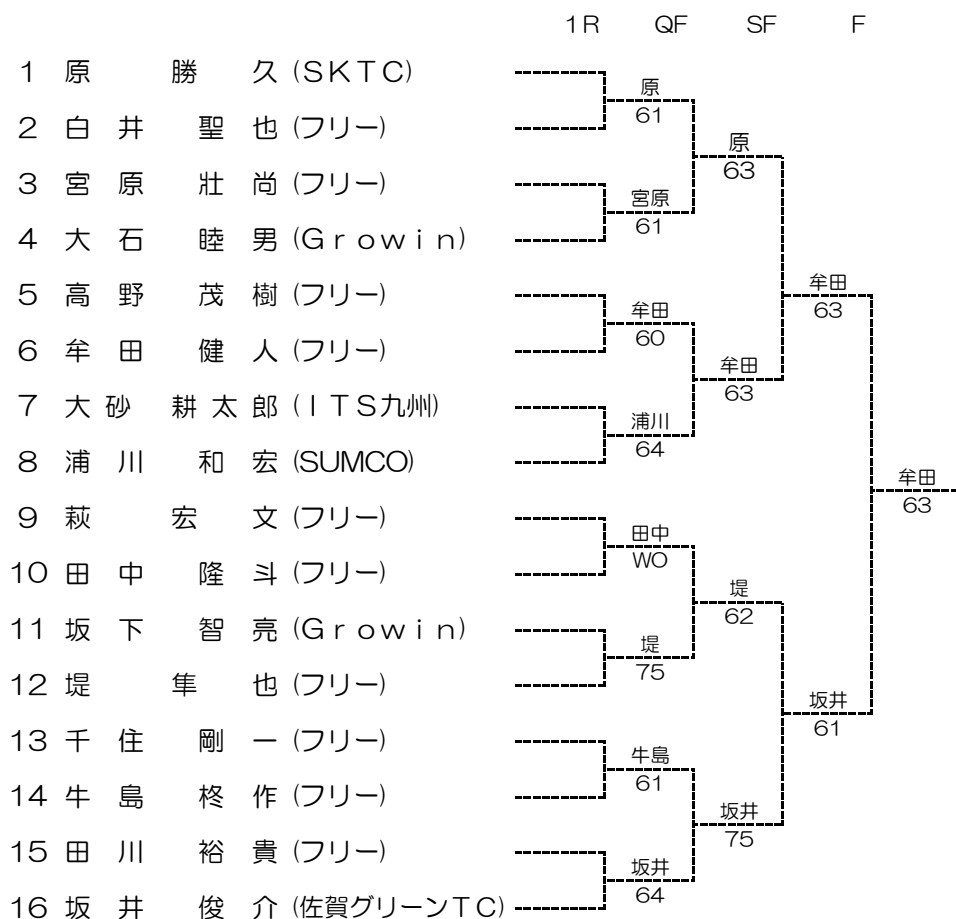 1R QF SF F
1 原 勝 久 (SKTC)
原
61
2 白 井 聖 也 (フリー)
原
63
3 宮 原 壯 尚 (フリー)
宮原
61
4 大 石 睦 男 (Growin)
5 高 野 茂 樹 (フリー)
牟田
63
牟田
60
6 牟 田 健 人 (フリー)
牟田
63
7 大 砂 耕 太 郎 (ITS九州)
浦川
64
8 浦 川 和 宏 (SUMCO)
牟田
63
9 萩 宏 文 (フリー)
田中
WO
10 田 中 隆 斗 (フリー)
堤
62
11 坂 下 智 亮 (Growin)
堤
75
12 堤 隼 也 (フリー)
坂井
61
13 千 住 剛 一 (フリー)
牛島
61
14 牛 島 柊 作 (フリー)
坂井
75
15 田 川 裕 貴 (フリー)
坂井
64
16 坂 井 俊 介 (佐賀グリーンTC)